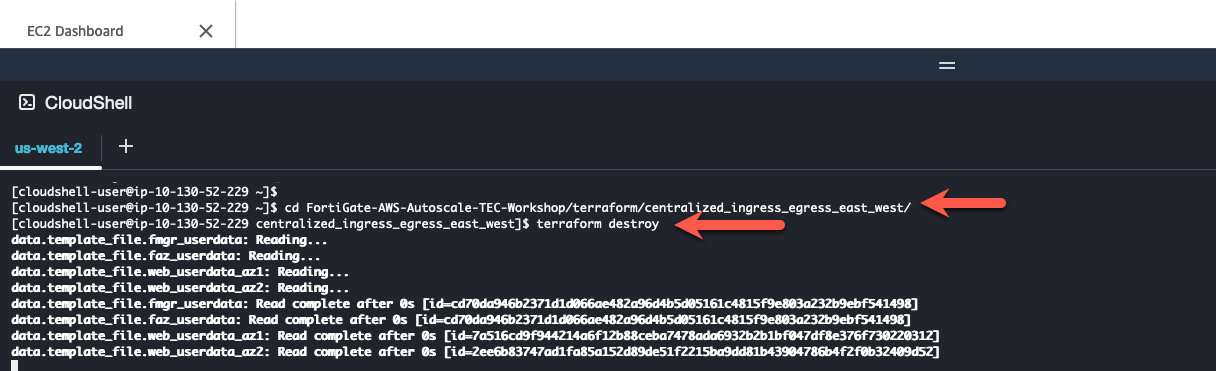 EC2 Dashboard
CloudShell
us-west-2
[cloudshell-user@ip-10-130-52-229 ~]$
[cloudshell-user@ip-10-130-52-229 ~]$ cd FortiGate-AWS-Autoscale-TEC-Workshop/terraform/centralized_ingress_egress_east_west/
[cloudshell-user@ip-10-130-52-229 centralized_ingress_egress_east_west]$ terraform destroy
data.template_file.fmgr_userdata: Reading...
data.template_file.faz_userdata: Reading...
data.template_file.web_userdata_az1: Reading...
data.template_file.web_userdata_az2: Reading...
data.template_file.fmgr_userdata: Read complete after 0s [id=cd70da946b2371d1d066ae482a96d4b5d05161c4815f9e803a232b9ebf541498]
data.template_file.faz_userdata: Read complete after 0s [id=cd70da946b2371d1d066ae482a96d4b5d05161c4815f9e803a232b9ebf541498]
data.template_file.web_userdata_az1: Read complete after 0s [id=7a516cd9f944214a6f12b88ceba7478ada6932b2b1bf047df8e376f730220312]
data.template_file.web_userdata_az2: Read complete after 0s [id=2ee6b83747ad1fa85a152d89de51f2215ba9dd81b43904786b4f2f0b32409d52]